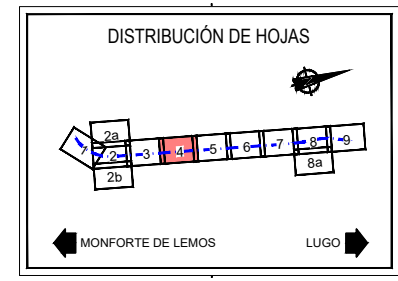 DISTRIBUCIÓN DE HOJAS
2a
1 2 3 4 5 6 7 8 9
2b
8a
MONFORTE DE LEMOS
LUGO